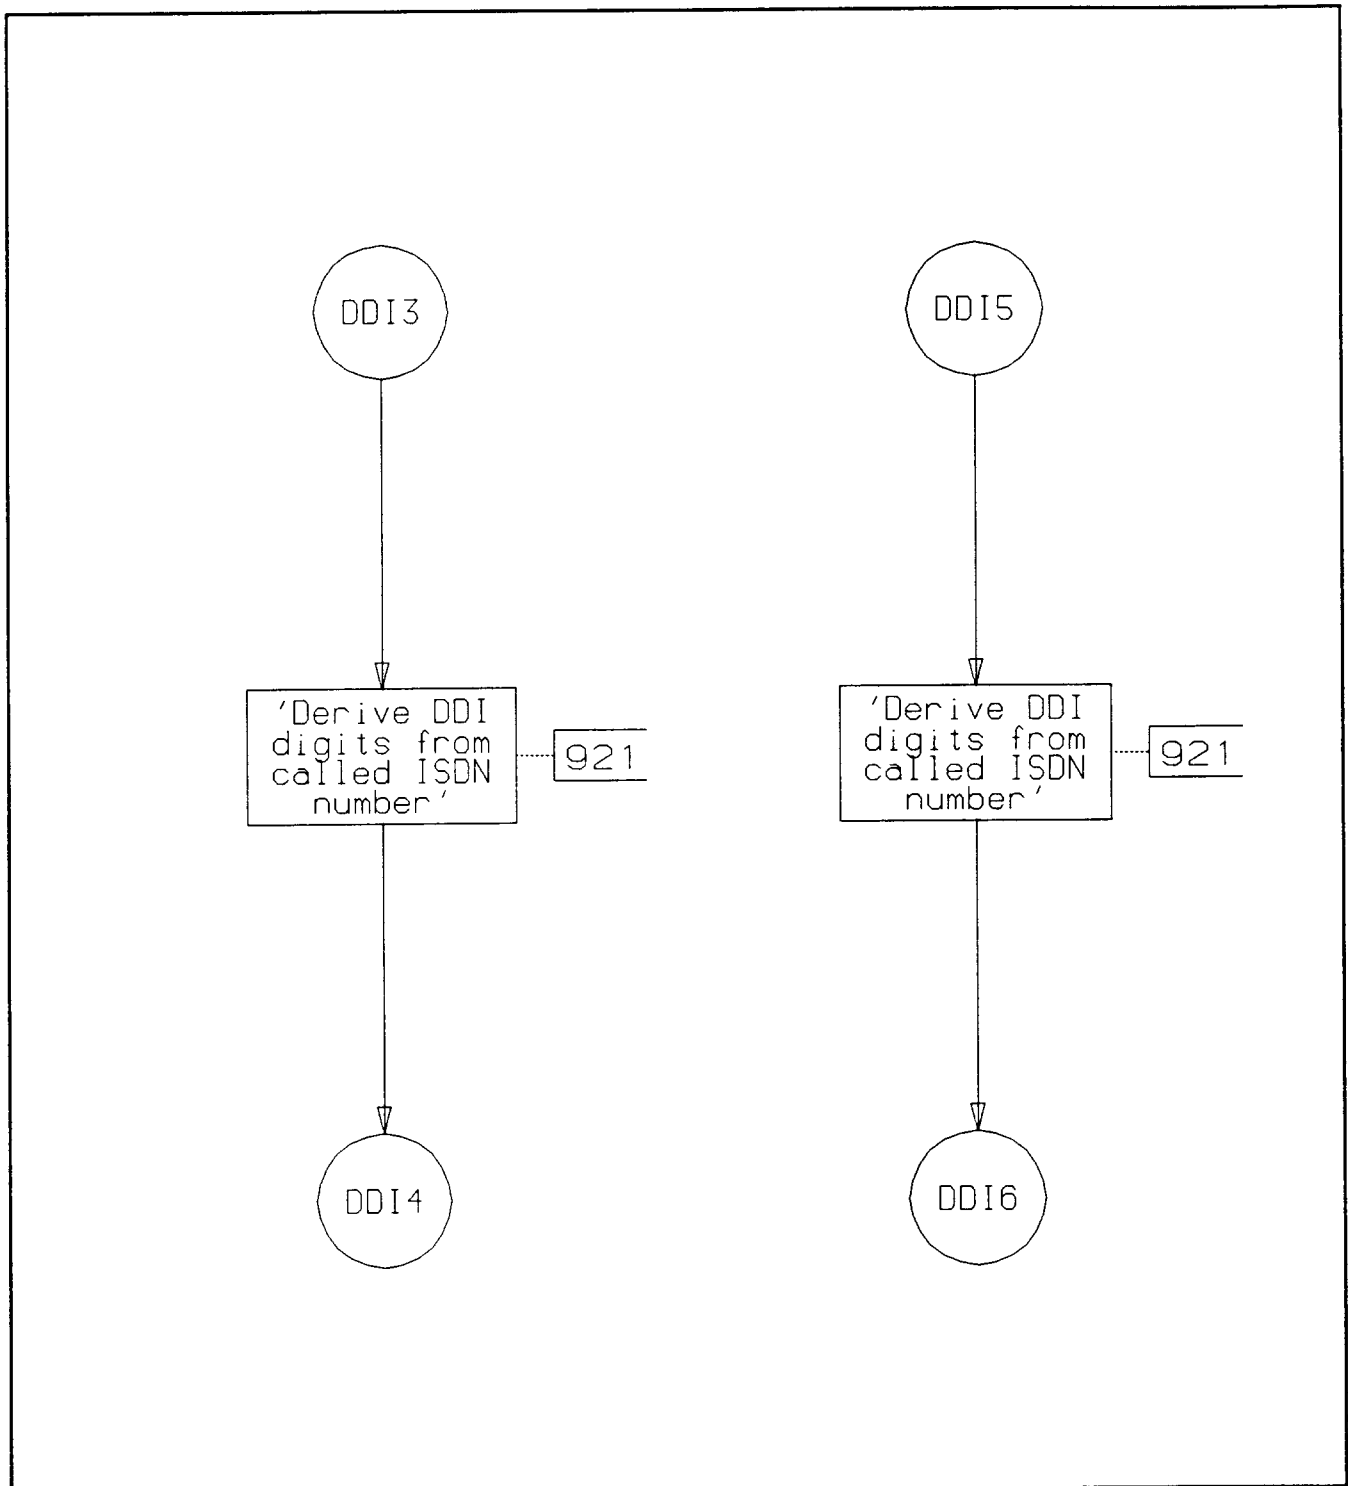 DDI3
'Derive DDI
digits from
called ISDN
number'
921
DDI4
DDI5
'Derive DDI
digits from
called ISDN
number'
921
DDI6